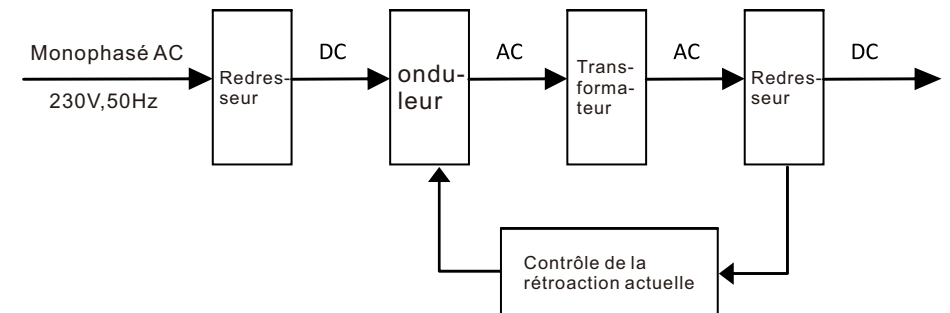 Monophasé AC
230V,50Hz
Redres-
seur
DC
ondu-
leur
AC
Trans-
forma-
teur
AC
Redres-
seur
DC
Contrôle de la
rétroaction actuelle